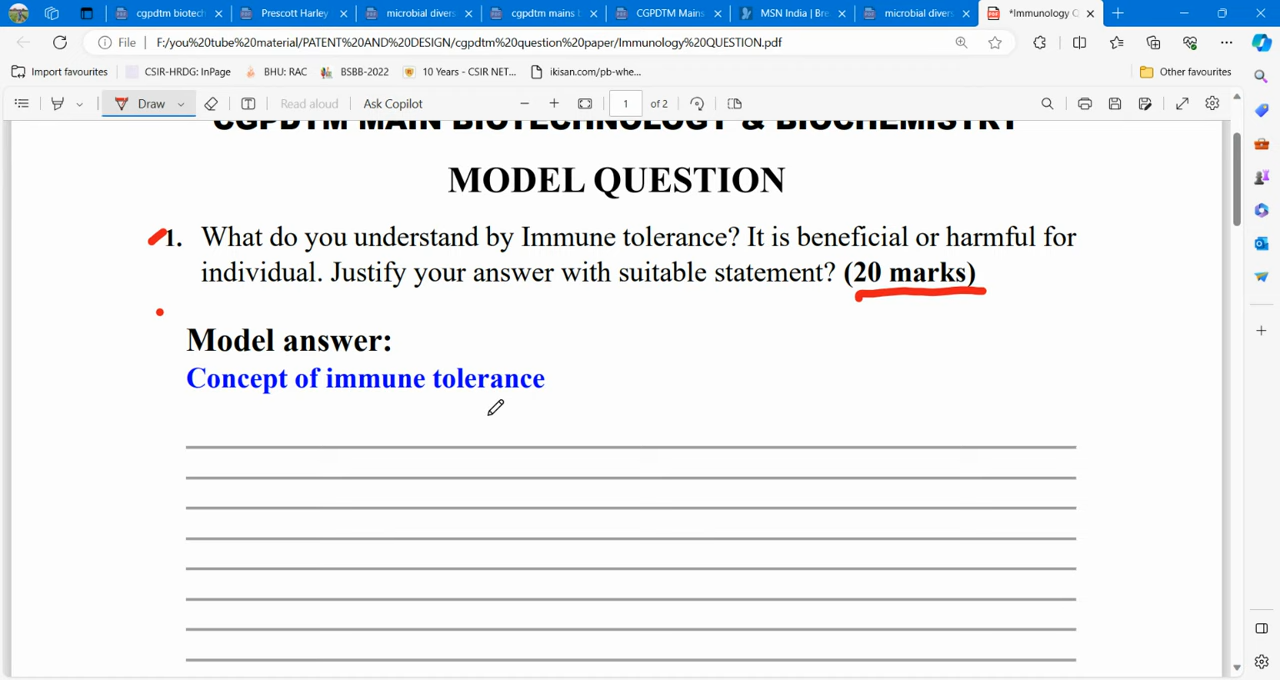 cgpdtm biotech
Prescott Harley
microbial divers
cgpdtm mains b
CGPDTM Mains
MSN India | Bre
microbial divers
*Immunology Q
File
F:/you%20tube%20material/PATENT%20AND%20DESIGN/cgpdtm%20question%20paper/Immunology%20QUESTION.pdf
Import favourites
CSIR-HRDG: InPage
BHU: RAC
BSBB-2022
10 Years - CSIR NET...
ikisan.com/pb-whe...
Other favourites
Draw
Read aloud
Ask Copilot
1 of 2
CGPDTM MAIN BIOTECHNOLOGY & BIOCHEMISTRY
MODEL QUESTION
1. What do you understand by Immune tolerance? It is beneficial or harmful for
individual. Justify your answer with suitable statement? (20 marks)
Model answer:
Concept of immune tolerance